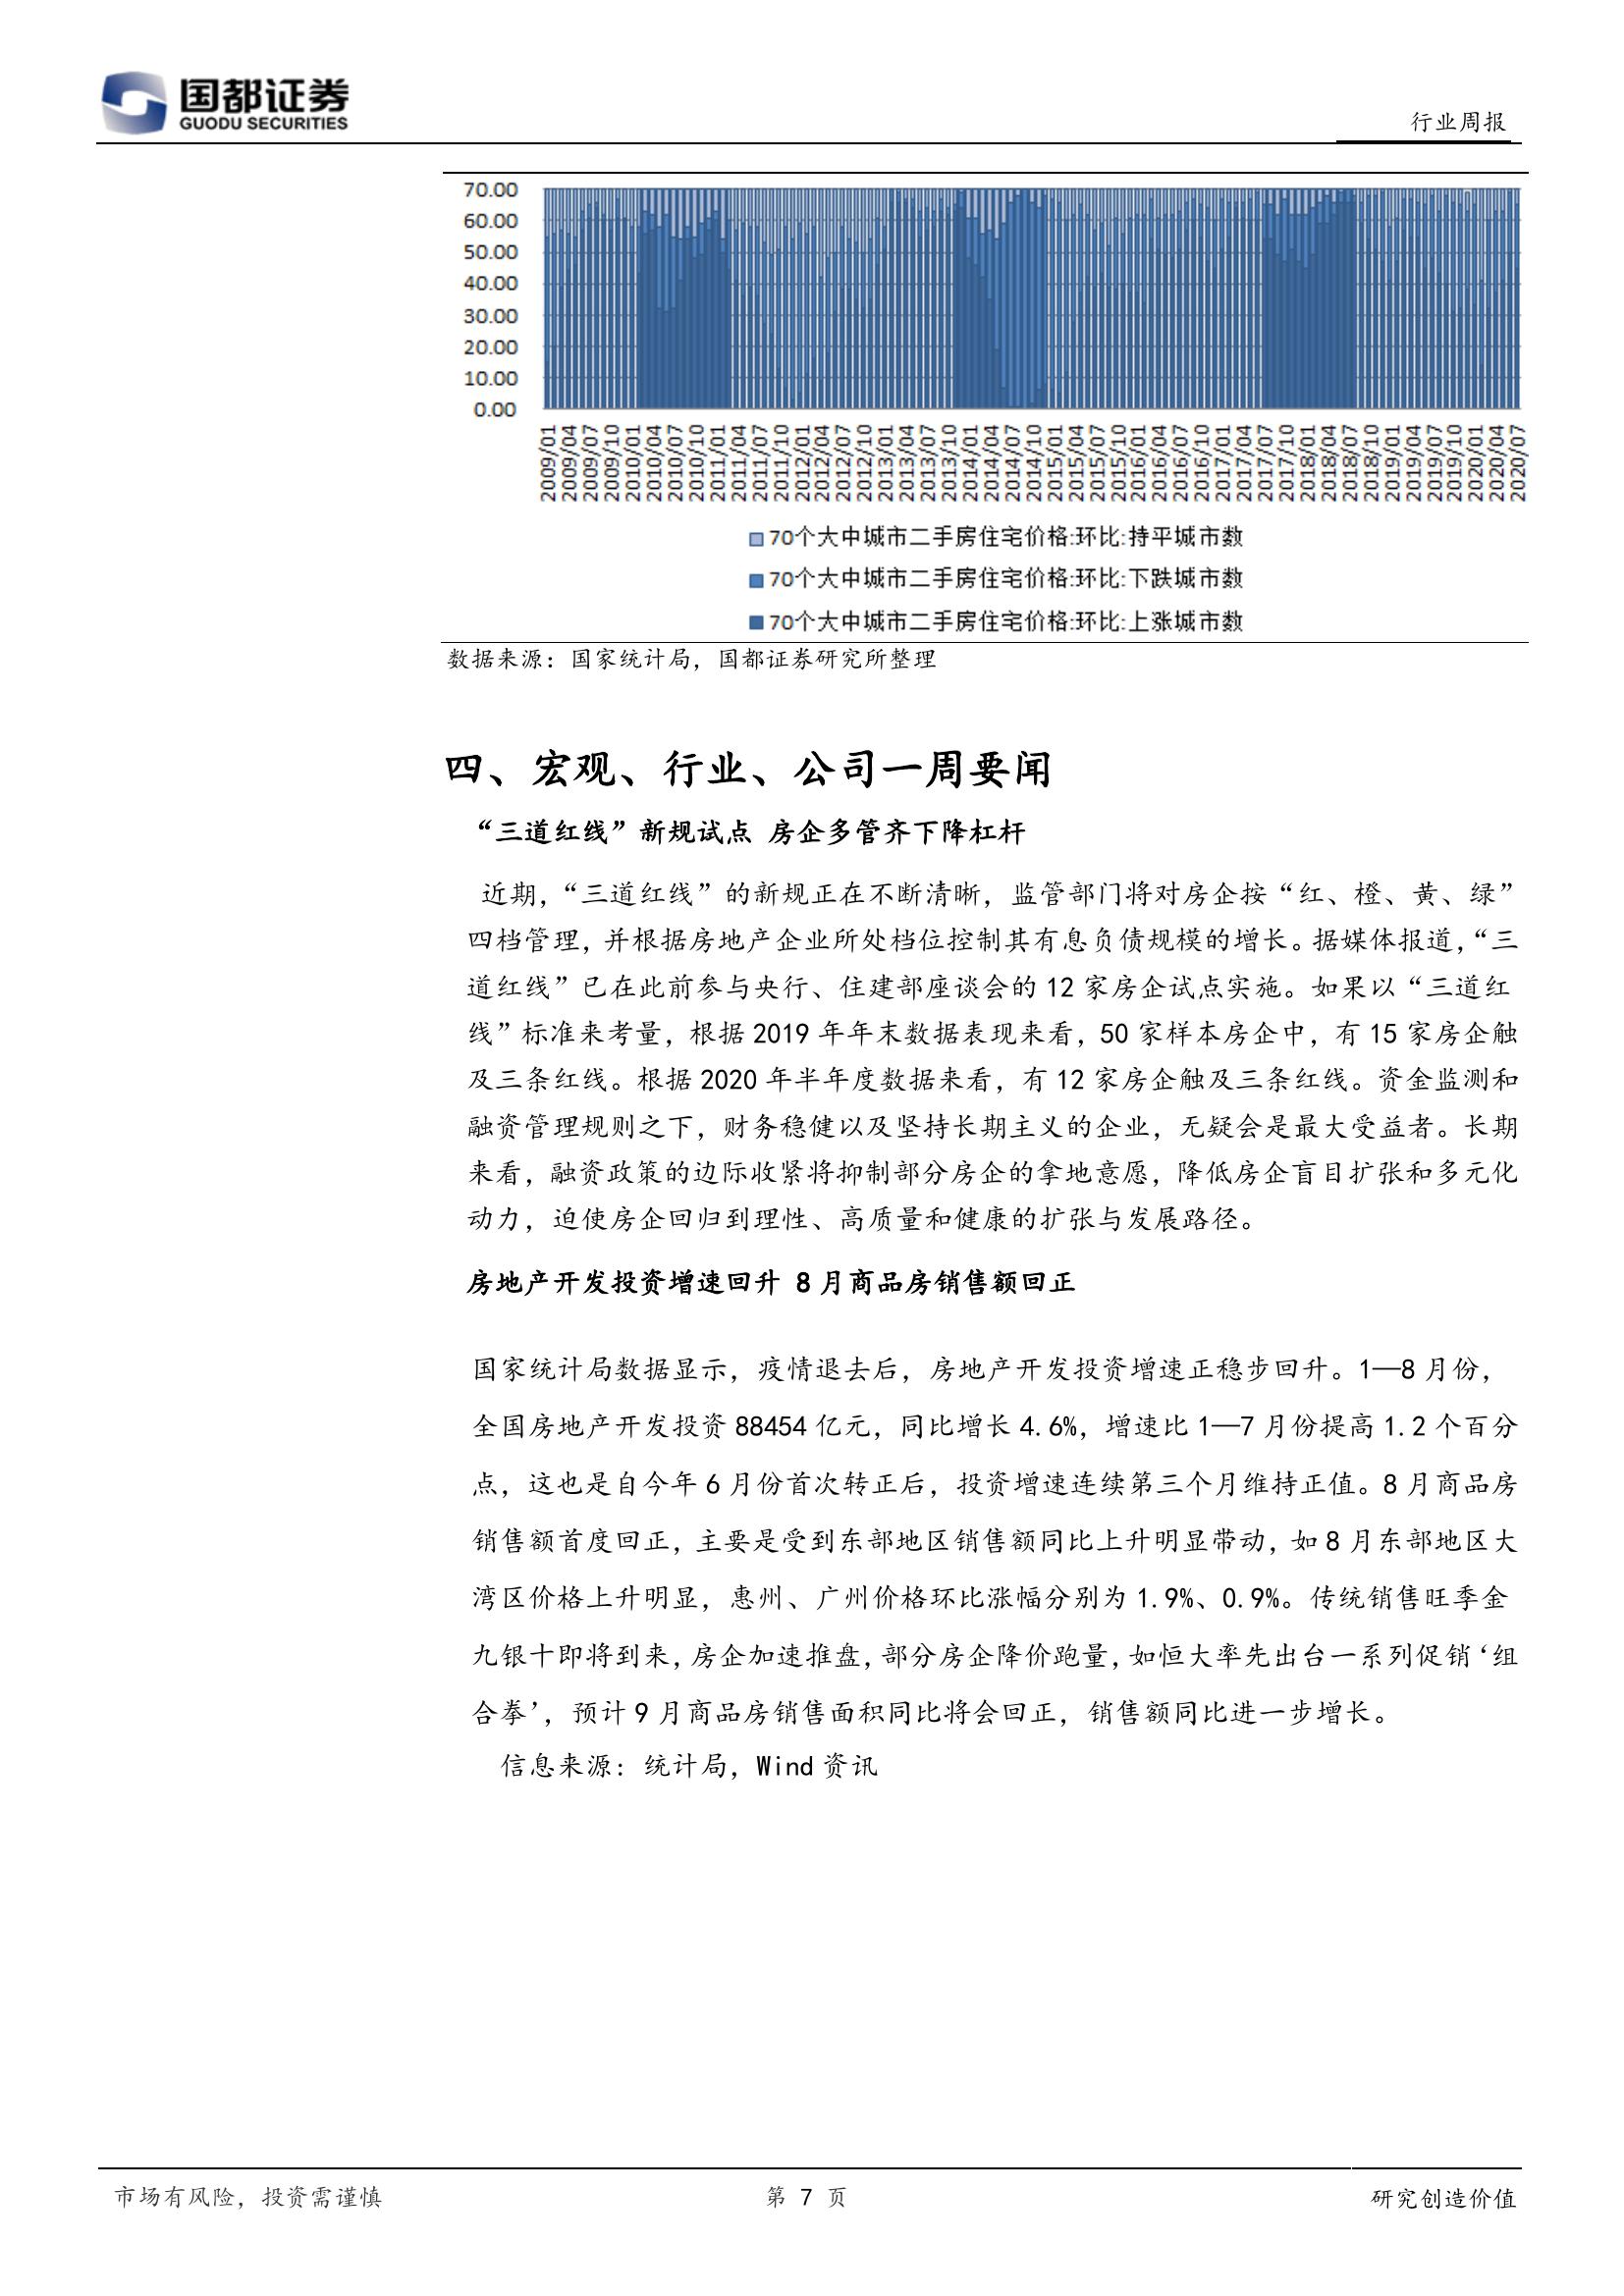 国都证券
GUODU SECURITIES
行业周报
70.00
60.00
50.00
40.00
30.00
20.00
10.00
0.00
2009/01
2009/04
2009/07
2009/10
2010/01
2010/04
2010/07
2010/10
2011/01
2011/04
2011/07
2011/10
2012/01
2012/04
2012/07
2012/10
2013/01
2013/04
2013/07
2013/10
2014/01
2014/04
2014/07
2014/10
2015/01
2015/04
2015/07
2015/10
2016/01
2016/04
2016/07
2016/10
2017/01
2017/04
2017/07
2017/10
2018/01
2018/04
2018/07
2018/10
2019/01
2019/04
2019/07
2019/10
2020/01
2020/04
2020/07
70个大中城市二手房住宅价格:环比:持平城市数
70个大中城市二手房住宅价格:环比:下跌城市数
70个大中城市二手房住宅价格:环比:上涨城市数
数据来源：国家统计局，国都证券研究所整理
四、宏观、行业、公司一周要闻
“三道红线”新规试点 房企多管齐下降杠杆
近期，“三道红线”的新规正在不断清晰，监管部门将对房企按“红、橙、黄、绿”
四档管理，并根据房地产企业所处档位控制其有息负债规模的增长。据媒体报道，“三
道红线”已在此前参与央行、住建部座谈会的 12 家房企试点实施。如果以“三道红
线”标准来考量，根据 2019 年年末数据表现来看，50 家样本房企中，有 15 家房企触
及三条红线。根据 2020 年半年度数据来看，有 12 家房企触及三条红线。资金监测和
融资管理规则之下，财务稳健以及坚持长期主义的企业，无疑会是最大受益者。长期
来看，融资政策的边际收紧将抑制部分房企的拿地意愿，降低房企盲目扩张和多元化
动力，迫使房企回归到理性、高质量和健康的扩张与发展路径。
房地产开发投资增速回升 8 月商品房销售额回正
国家统计局数据显示，疫情退去后，房地产开发投资增速正稳步回升。1—8 月份，
全国房地产开发投资 88454 亿元，同比增长 4.6%，增速比 1—7 月份提高 1.2 个百分
点，这也是自今年 6 月份首次转正后，投资增速连续第三个月维持正值。8 月商品房
销售额首度回正，主要是受到东部地区销售额同比上升明显带动，如 8 月东部地区大
湾区价格上升明显，惠州、广州价格环比涨幅分别为 1.9%、0.9%。传统销售旺季金
九银十即将到来，房企加速推盘，部分房企降价跑量，如恒大率先出台一系列促销‘组
合拳’，预计 9 月商品房销售面积同比将会回正，销售额同比进一步增长。
信息来源：统计局，Wind 资讯
市场有风险，投资需谨慎
第 7 页
研究创造价值